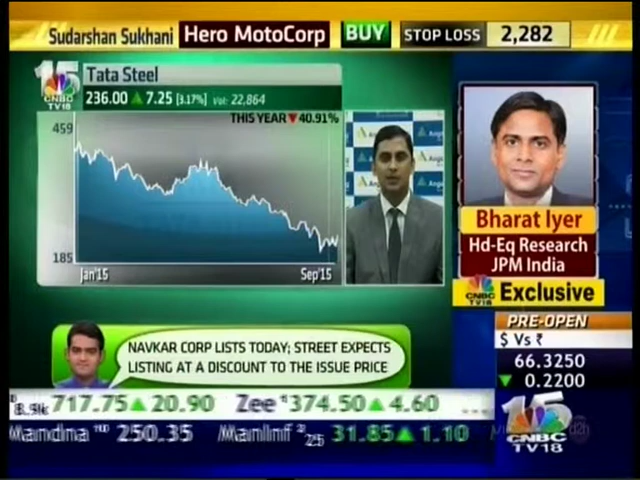 Sudarshan Sukhani Hero MotoCorp BUY STOP LOSS 2,282
15
CNBC
TV18
Tata Steel
236.00 ▲ 7.25 [3.17%] Vol: 22,864
THIS YEAR ▼ 40.91%
459
185
Jan'15 Sep'15
Bharat Iyer
Hd-Eq Research
JPM India
CNBC
TV18
Exclusive
NAVKAR CORP LISTS TODAY; STREET EXPECTS
LISTING AT A DISCOUNT TO THE ISSUE PRICE
PRE-OPEN
$ Vs ₹
66.3250
▼ 0.2200
717.75 ▲ 20.90 Zee 374.50 ▲ 4.60
250.35 31.85 ▲ 1.10
15
CNBC
TV18